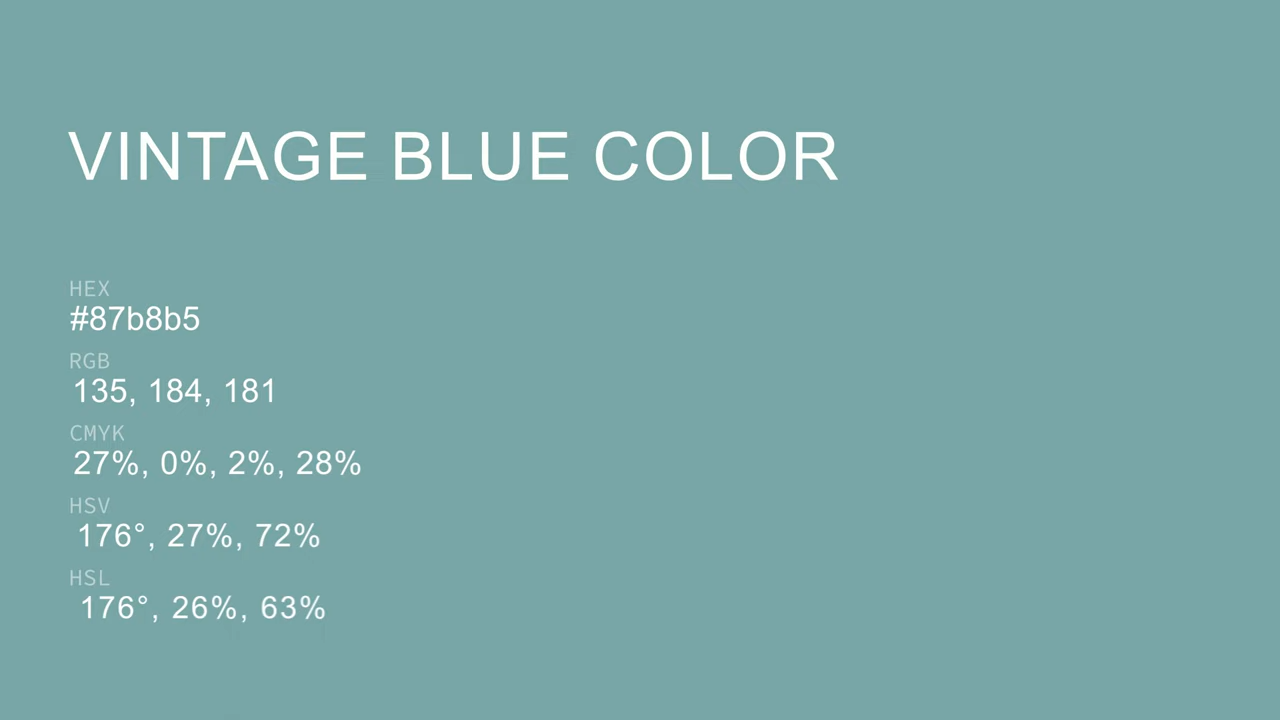 VINTAGE BLUE COLOR
HEX
#87b8b5
RGB
135, 184, 181
CMYK
27%, 0%, 2%, 28%
HSV
176°, 27%, 72%
HSL
176°, 26%, 63%